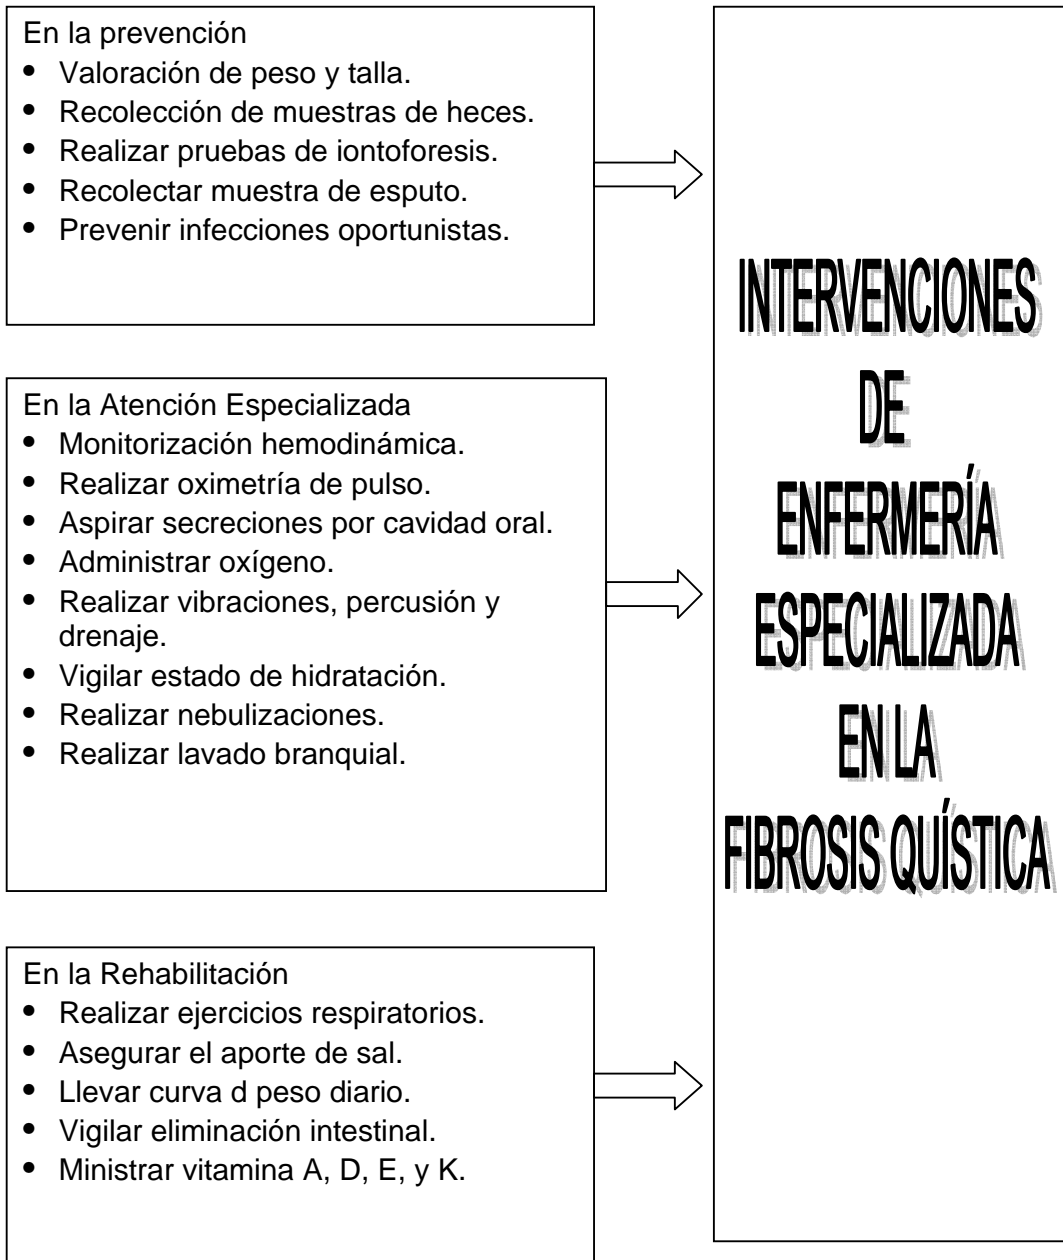 En la prevención
• Valoración de peso y talla.
• Recolección de muestras de heces.
• Realizar pruebas de iontoforesis.
• Recolectar muestra de esputo.
• Prevenir infecciones oportunistas.
En la Atención Especializada
• Monitorización hemodinámica.
• Realizar oximetría de pulso.
• Aspirar secreciones por cavidad oral.
• Administrar oxígeno.
• Realizar vibraciones, percusión y
drenaje.
• Vigilar estado de hidratación.
• Realizar nebulizaciones.
• Realizar lavado branquial.
En la Rehabilitación
• Realizar ejercicios respiratorios.
• Asegurar el aporte de sal.
• Llevar curva d peso diario.
• Vigilar eliminación intestinal.
• Ministrar vitamina A, D, E, y K.
INTERVENCIONES
DE
ENFERMERÍA
ESPECIALIZADA
EN LA
FIBROSIS QUÍSTICA